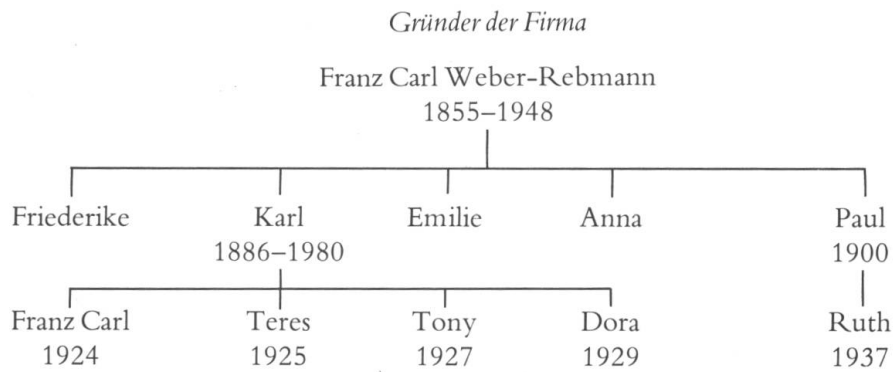 Gründer der Firma
Franz Carl Weber-Rebmann
1855–1948
Friederike Karl Emilie Anna Paul
1886–1980 1900
Franz Carl Teres Tony Dora Ruth
1924 1925 1927 1929 1937